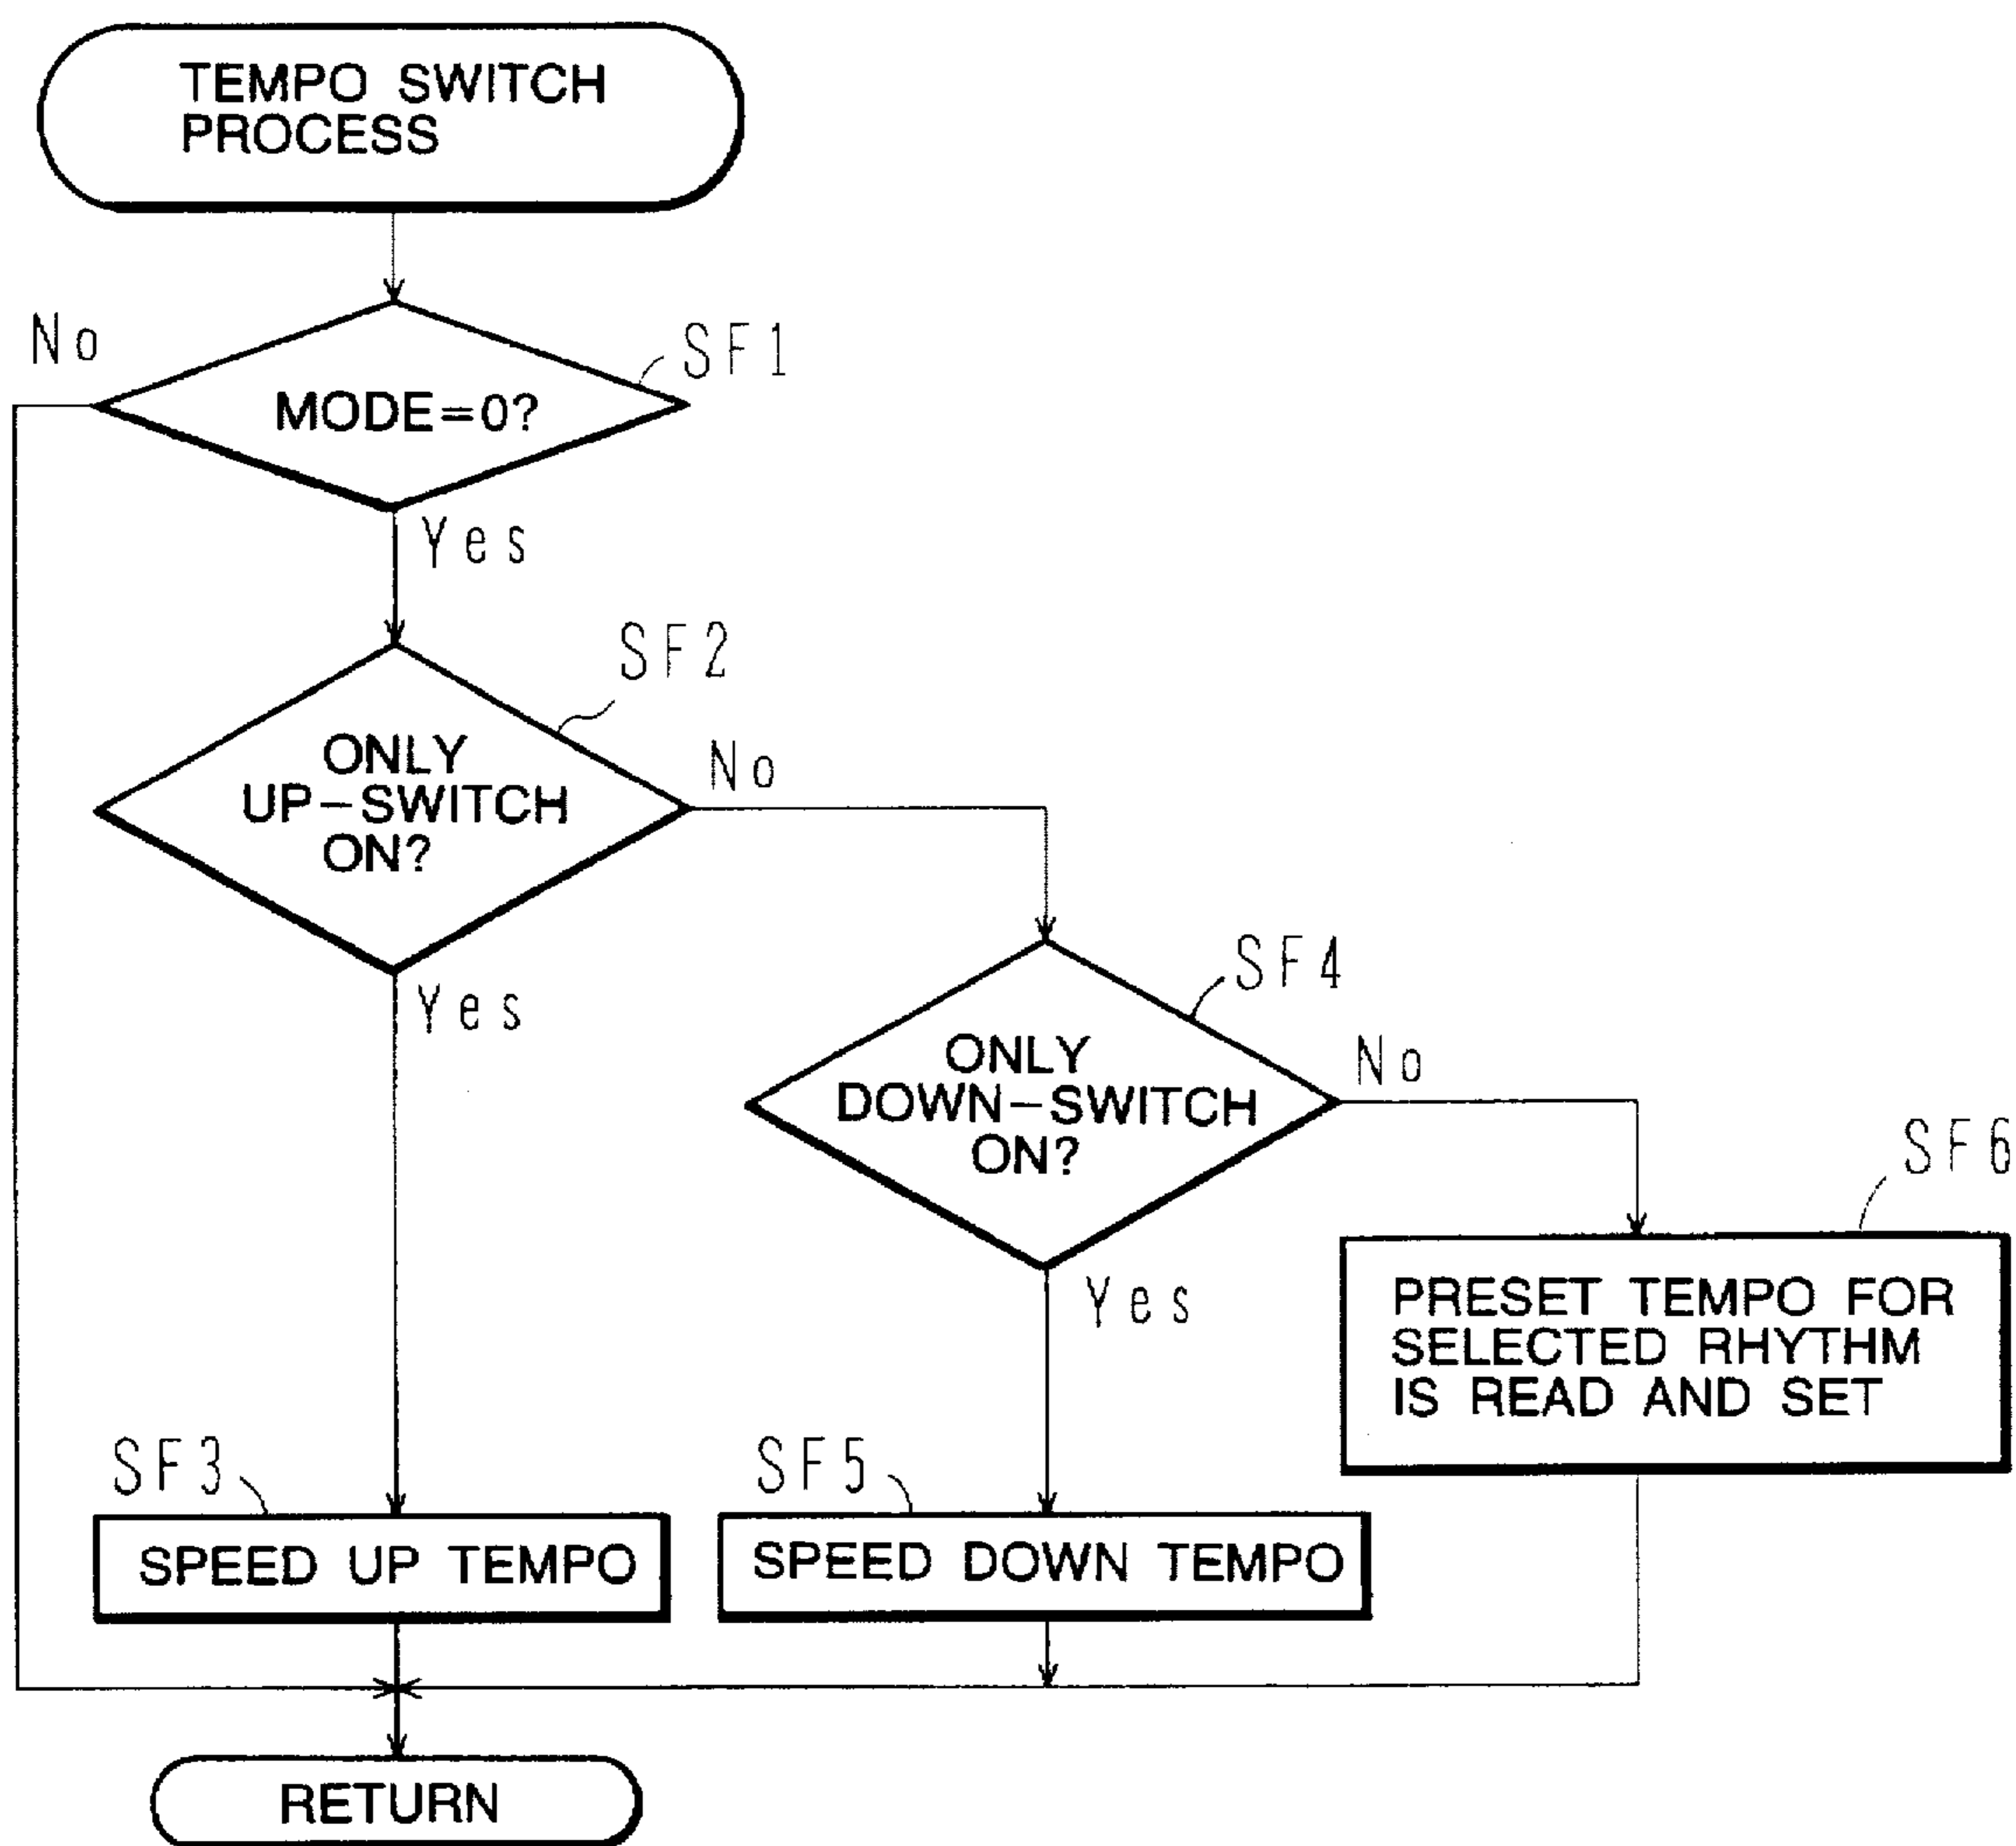 TEMPO SWITCH
PROCESS
No
SF1
MODE=0?
Yes
SF2
ONLY
UP-SWITCH
ON?
No
Yes
SF4
ONLY
DOWN-SWITCH
ON?
No
Yes
SF6
PRESET TEMPO FOR
SELECTED RHYTHM
IS READ AND SET
SF3
SPEED UP TEMPO
SF5
SPEED DOWN TEMPO
RETURN